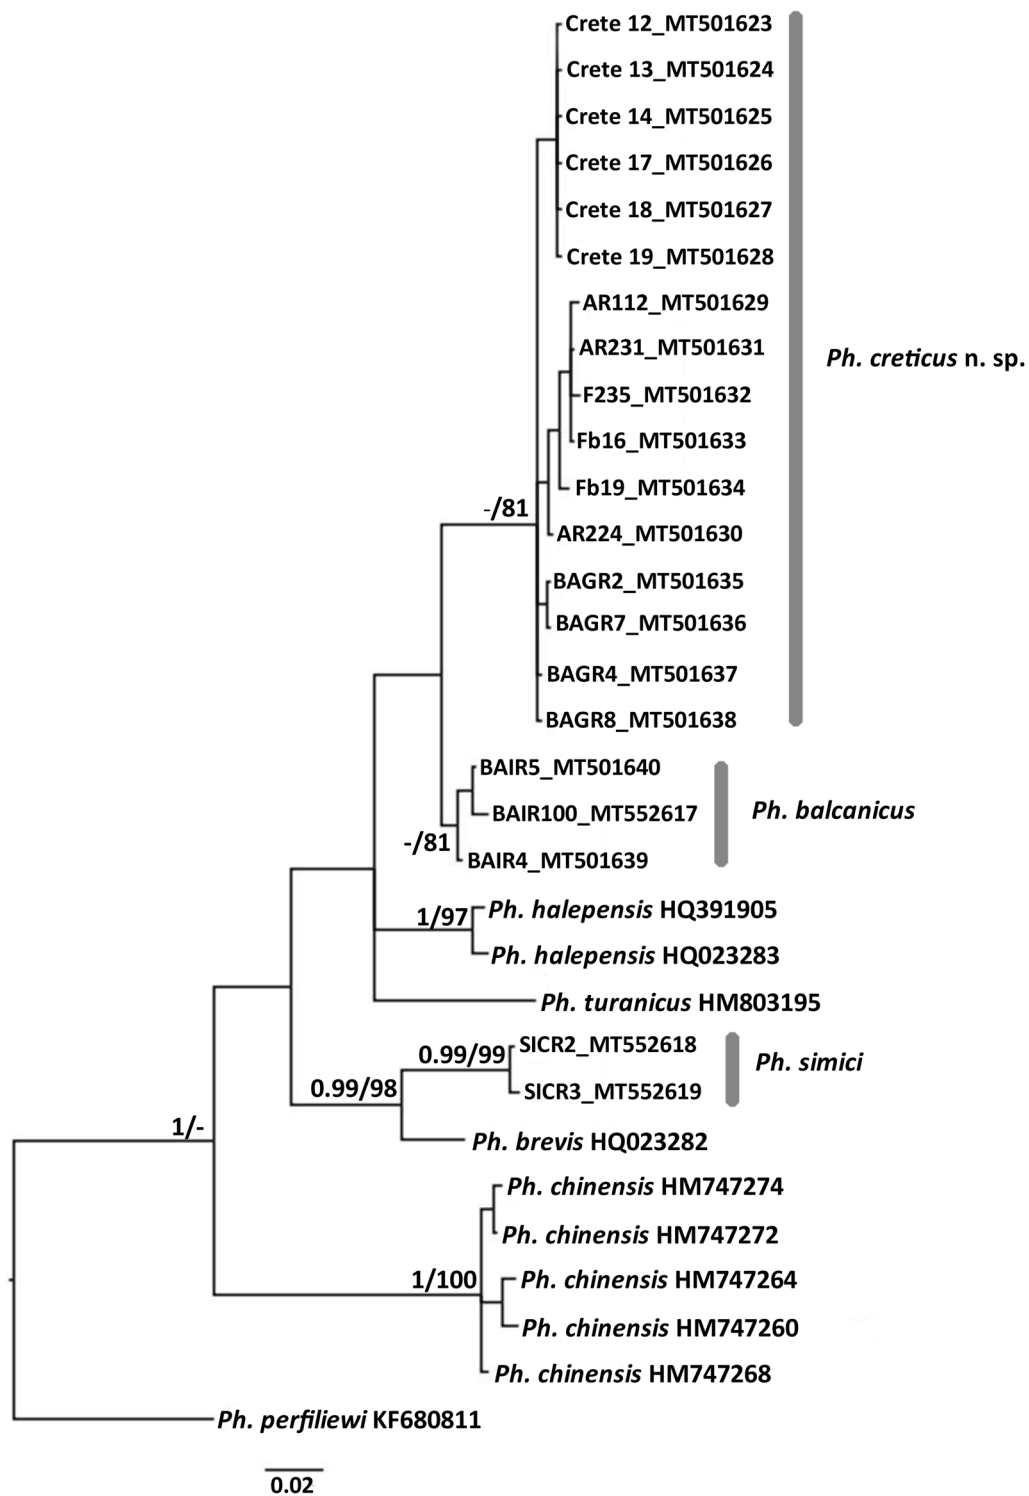 Crete 12_MT501623
Crete 13_MT501624
Crete 14_MT501625
Crete 17_MT501626
Crete 18_MT501627
Crete 19_MT501628
AR112_MT501629
AR231_MT501631
Ph. creticus n. sp.
F235_MT501632
Fb16_MT501633
Fb19_MT501634
-/81
AR224_MT501630
BAGR2_MT501635
BAGR7_MT501636
BAGR4_MT501637
BAGR8_MT501638
BAIR5_MT501640
BAIR100_MT552617
Ph. balcanicus
-/81
BAIR4_MT501639
Ph. halepensis HQ391905
1/97
Ph. halepensis HQ023283
Ph. turanicus HM803195
SICR2_MT552618
0.99/99
Ph. simici
0.99/98
SICR3_MT552619
1/-
Ph. brevis HQ023282
Ph. chinensis HM747274
Ph. chinensis HM747272
1/100
Ph. chinensis HM747264
Ph. chinensis HM747260
Ph. chinensis HM747268
Ph. perfiliewi KF680811
0.02